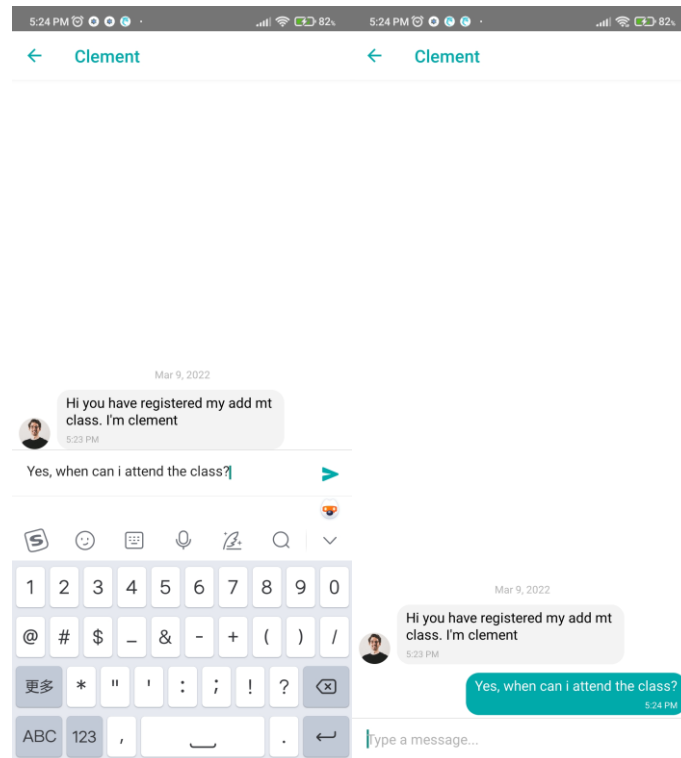 5:24 PM
82%
Clement
Mar 9, 2022
Hi you have registered my add mt
class. I'm clement
5:23 PM
Yes, when can i attend the class?
S
1 2 3 4 5 6 7 8 9 0
@ # $ _ & - + ( ) /
更多 * " ' : ; ! ?
ABC 123 , .
5:24 PM
82%
Clement
Mar 9, 2022
Hi you have registered my add mt
class. I'm clement
5:23 PM
Yes, when can i attend the class?
5:24 PM
Type a message...